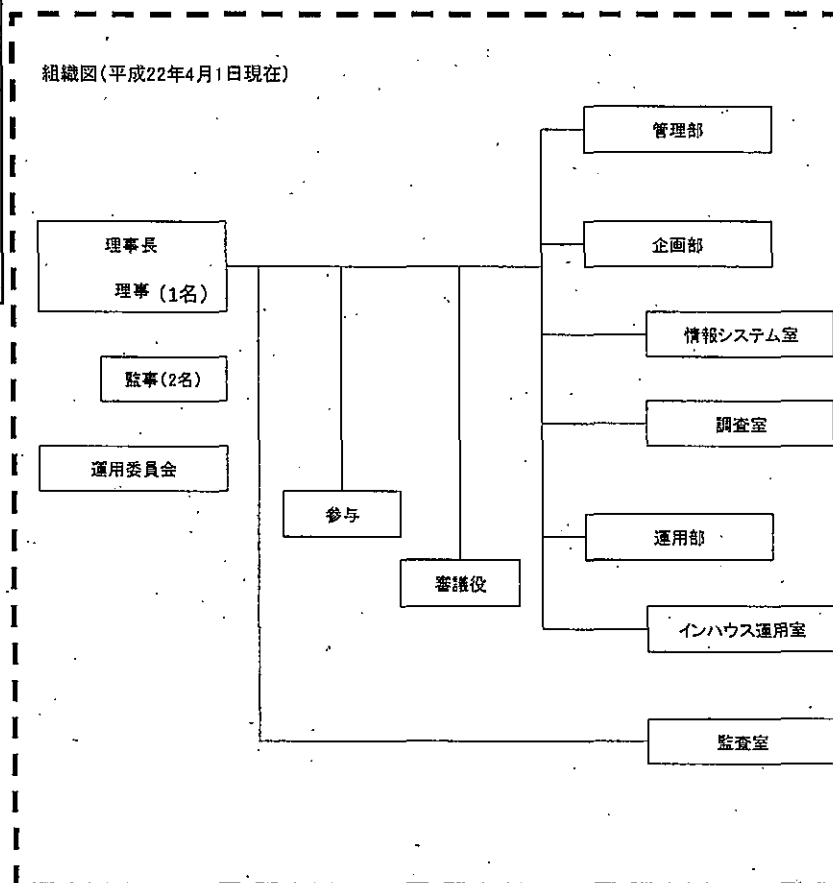 組織図(平成22年4月1日現在)
管理部
理事長
理事(1名)
企画部
情報システム室
監事(2名)
調査室
運用委員会
参与
運用部
審議役
インハウス運用室
監査室